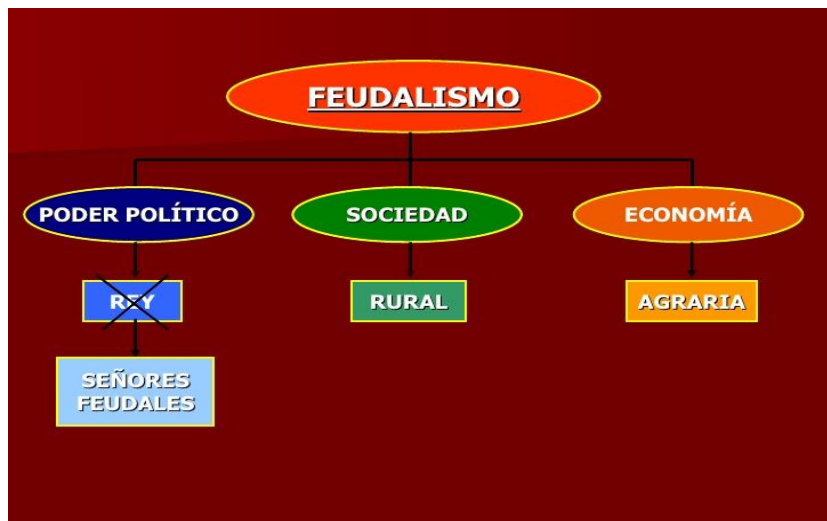 FEUDALISMO
PODER POLÍTICO
SOCIEDAD
ECONOMÍA
REY
RURAL
AGRARIA
SEÑORES
FEUDALES